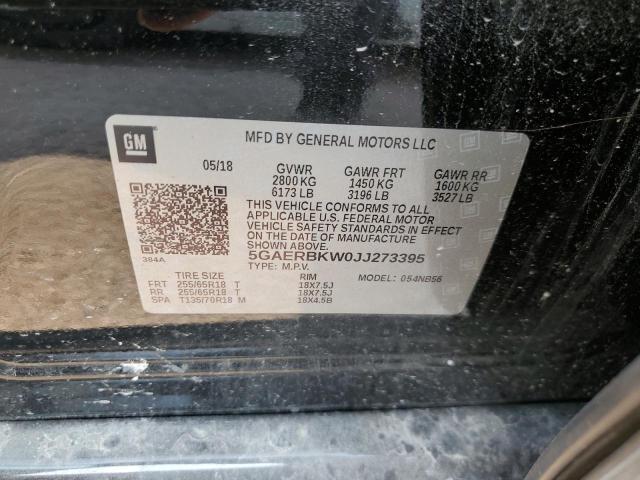 GM
MFD BY GENERAL MOTORS LLC
05/18 GVWR GAWR FRT GAWR RR
2800 KG 1450 KG 1600 KG
6173 LB 3196 LB 3527 LB
THIS VEHICLE CONFORMS TO ALL
APPLICABLE U.S. FEDERAL MOTOR
VEHICLE SAFETY STANDARDS IN EFFECT
ON THE DATE OF MANUFACTURE SHOWN
ABOVE.
384A
5GAERBKW0JJ273395
TYPE: M.P.V. MODEL: 054NB56
TIRE SIZE RIM
FRT 255/65R18 T 18X7.5J
RR 255/65R18 T 18X7.5J
SPA T135/70R18 M 18X4.5B